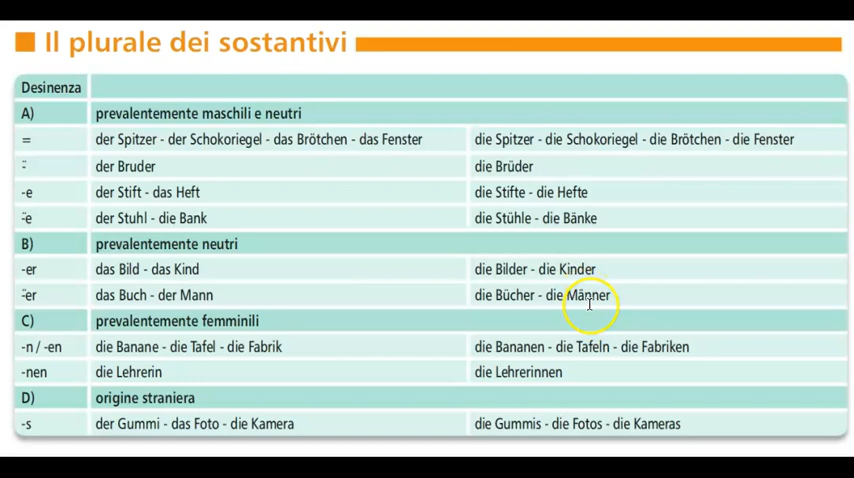 Il plurale dei sostantivi
Desinenza
A) prevalentemente maschili e neutri
= der Spitzer - der Schokoriegel - das Brötchen - das Fenster die Spitzer - die Schokoriegel - die Brötchen - die Fenster
-̈ der Bruder die Brüder
-e der Stift - das Heft die Stifte - die Hefte
-̈e der Stuhl - die Bank die Stühle - die Bänke
B) prevalentemente neutri
-er das Bild - das Kind die Bilder - die Kinder
-̈er das Buch - der Mann die Bücher - die Männer
C) prevalentemente femminili
-n / -en die Banane - die Tafel - die Fabrik die Bananen - die Tafeln - die Fabriken
-nen die Lehrerin die Lehrerinnen
D) origine straniera
-s der Gummi - das Foto - die Kamera die Gummis - die Fotos - die Kameras